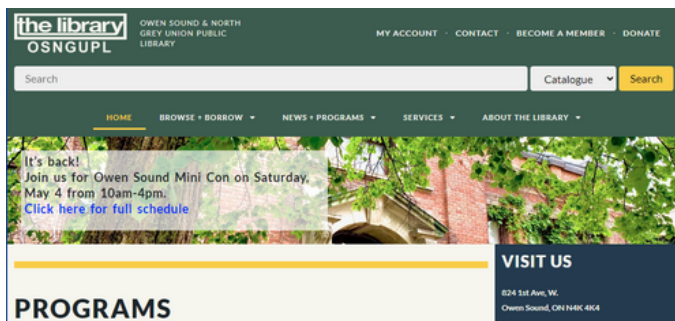 the library
OSNGUPL
OWEN SOUND & NORTH
GREY UNION PUBLIC
LIBRARY
MY ACCOUNT · CONTACT · BECOME A MEMBER · DONATE
Search Catalogue Search
HOME BROWSE + BORROW NEWS + PROGRAMS SERVICES ABOUT THE LIBRARY
It's back!
Join us for Owen Sound Mini Con on Saturday,
May 4 from 10am-4pm.
Click here for full schedule
VISIT US
824 1st Ave, W.
Owen Sound, ON N4K 4K4
PROGRAMS